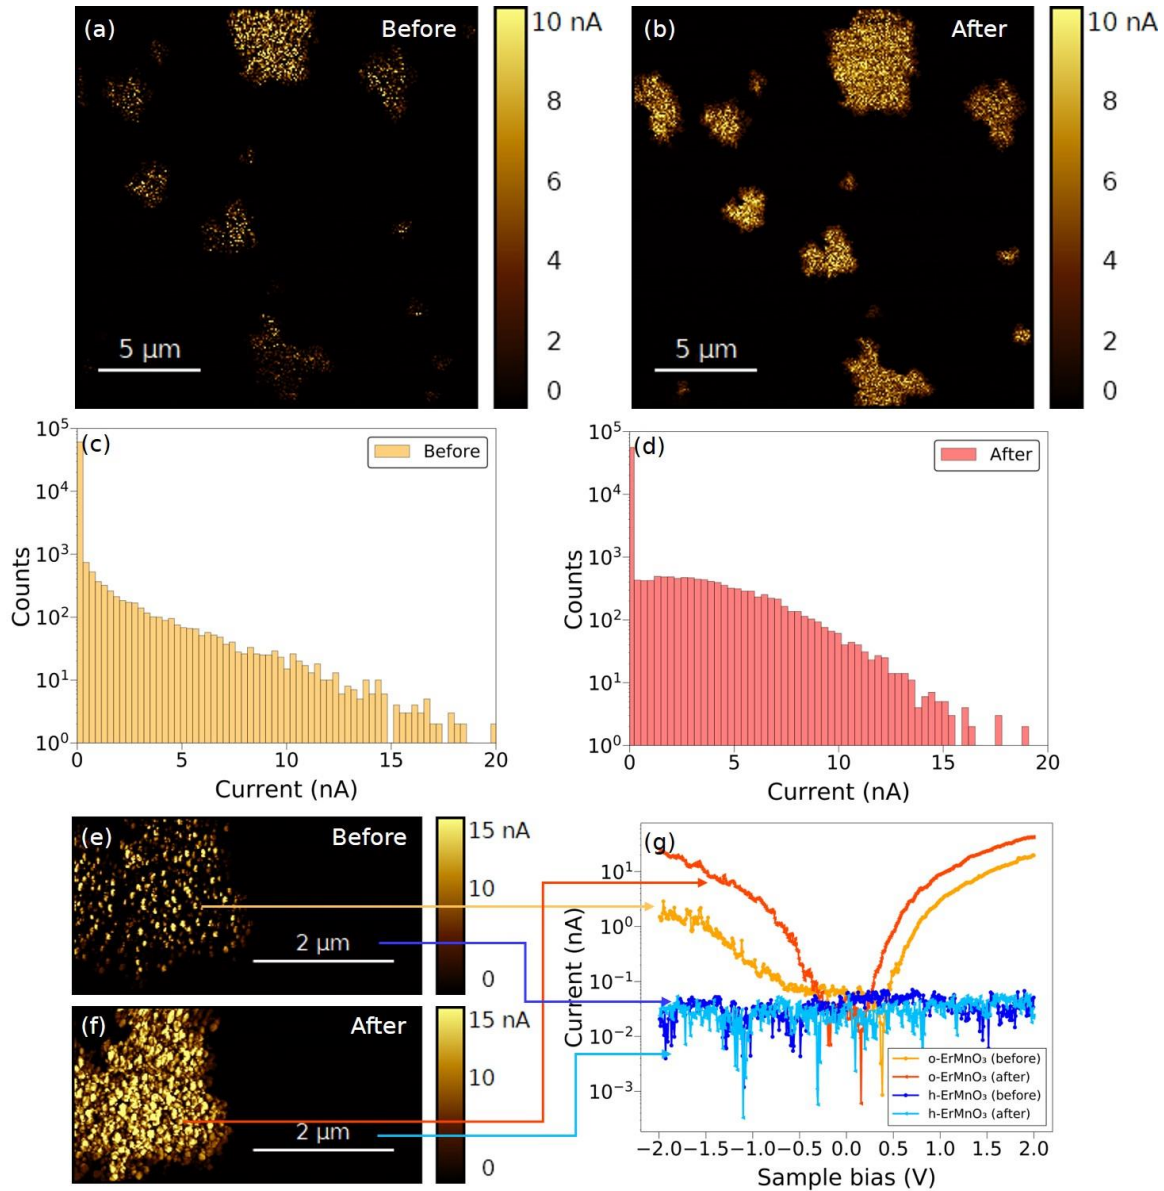 (a) Before
10 nA
8
6
4
2
0
5 µm
(b) After
10 nA
8
6
4
2
0
5 µm
(c)
Before
10⁵
10⁴
10³
10²
10¹
10⁰
Counts
0 5 10 15 20
Current (nA)
(d)
After
10⁵
10⁴
10³
10²
10¹
10⁰
Counts
0 5 10 15 20
Current (nA)
(e) Before
15 nA
10
0
2 µm
(f) After
15 nA
10
0
2 µm
(g)
10¹
10⁰
10⁻¹
10⁻²
10⁻³
Current (nA)
o-ErMnO₃ (before)
o-ErMnO₃ (after)
h-ErMnO₃ (before)
h-ErMnO₃ (after)
−2.0 −1.5 −1.0 −0.5 0.0 0.5 1.0 1.5 2.0
Sample bias (V)